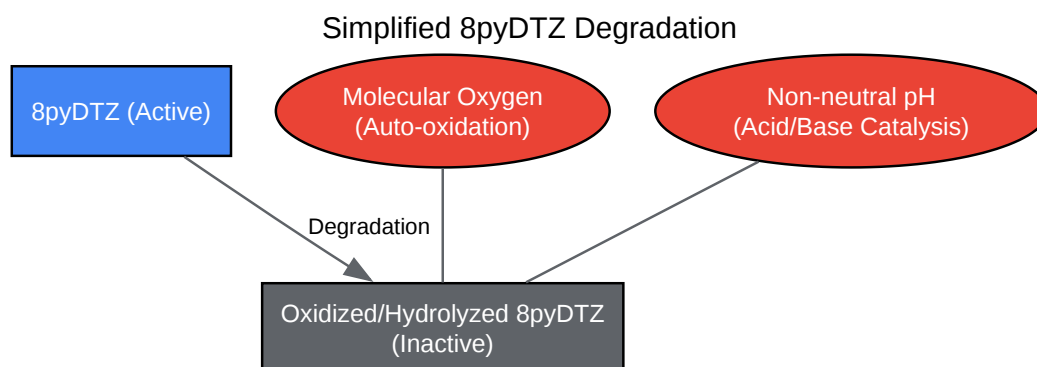 Simplified 8pyDTZ Degradation
8pyDTZ (Active)
Molecular Oxygen
(Auto-oxidation)
Non-neutral pH
(Acid/Base Catalysis)
Degradation
Oxidized/Hydrolyzed 8pyDTZ
(Inactive)